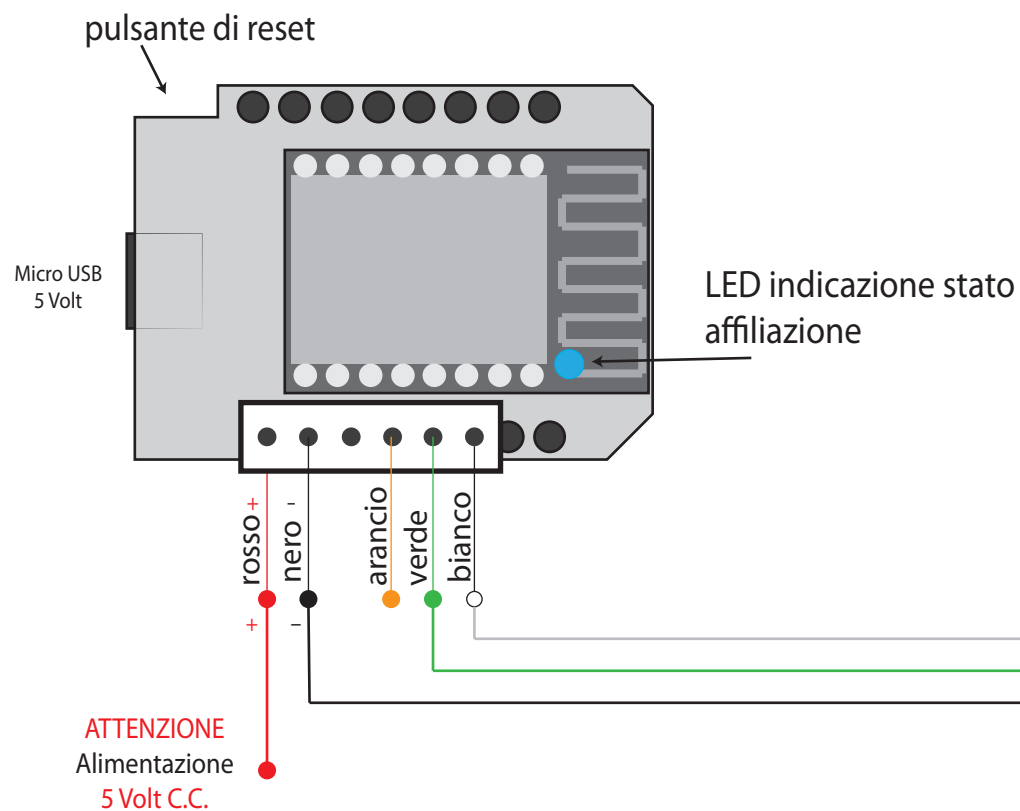 pulsante di reset
Micro USB
5 Volt
LED indicazione stato
affiliazione
rosso +
nero -
arancio
verde
bianco
+
–
ATTENZIONE
Alimentazione
5 Volt C.C.